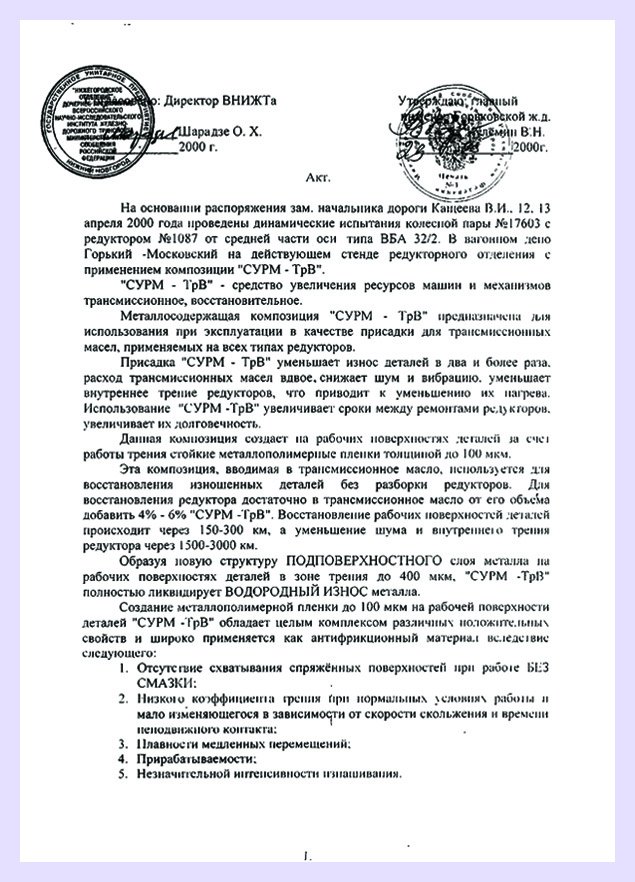 ГОСУДАРСТВЕННОЕ УНИТАРНОЕ ПРЕДПРИЯТИЕ
"НИЖЕГОРОДСКОЕ
ОТДЕЛЕНИЕ
ДОЧЕРНЕЕ
ВСЕРОССИЙСКОГО
НАУЧНО-ИССЛЕДОВАТЕЛЬСКОГО
ИНСТИТУТА ЖЕЛЕЗНО-
ДОРОЖНОГО ТРАНСПОРТА
МИНИСТЕРСТВА ПУТЕЙ
СООБЩЕНИЯ
РОССИЙСКОЙ
ФЕДЕРАЦИИ
НИЖНИЙ НОВГОРОД
Директор ВНИЖТа
Шарадзе О. Х.
2000 г.
Утверждаю: главный
инженер Горьковской ж.д.
В.Н.
23 2000г.
Печать
№1
Акт.
На основании распоряжения зам. начальника дороги Кащеева В.И., 12, 13
апреля 2000 года проведены динамические испытания колесной пары №17603 с
редуктором №1087 от средней части оси типа ВБА 32/2. В вагонном депо
Горький -Московский на действующем стенде редукторного отделения с
применением композиции "СУРМ - ТрВ".
"СУРМ - ТрВ" - средство увеличения ресурсов машин и механизмов
трансмиссионное, восстановительное.
Металлосодержащая композиция "СУРМ - ТрВ" предназначена для
использования при эксплуатации в качестве присадки для трансмиссионных
масел, применяемых на всех типах редукторов.
Присадка "СУРМ - ТрВ" уменьшает износ деталей в два и более раза,
расход трансмиссионных масел вдвое, снижает шум и вибрацию, уменьшает
внутреннее трение редукторов, что приводит к уменьшению их нагрева.
Использование "СУРМ -ТрВ" увеличивает сроки между ремонтами редукторов,
увеличивает их долговечность.
Данная композиция создает на рабочих поверхностях деталей за счет
работы трения стойкие металлополимерные пленки толщиной до 100 мкм.
Эта композиция, вводимая в трансмиссионное масло, используется для
восстановления изношенных деталей без разборки редукторов. Для
восстановления редуктора достаточно в трансмиссионное масло от его объема
добавить 4% - 6% "СУРМ -ТрВ". Восстановление рабочих поверхностей деталей
происходит через 150-300 км, а уменьшение шума и внутреннего трения
редуктора через 1500-3000 км.
Образуя новую структуру ПОДПОВЕРХНОСТНОГО слоя металла на
рабочих поверхностях деталей в зоне трения до 400 мкм, "СУРМ -ТрВ"
полностью ликвидирует ВОДОРОДНЫЙ ИЗНОС металла.
Создание металлополимерной пленки до 100 мкм на рабочей поверхности
деталей "СУРМ -ТрВ" обладает целым комплексом различных положительных
свойств и широко применяется как антифрикционный материал вследствие
следующего:
1. Отсутствие схватывания спряжённых поверхностей при работе БЕЗ
СМАЗКИ;
2. Низкого коэффициента трения при нормальных условиях работы и
мало изменяющегося в зависимости от скорости скольжения и времени
неподвижного контакта;
3. Плавности медленных перемещений;
4. Прирабатываемости;
5. Незначительной интенсивности изнашивания.
1.